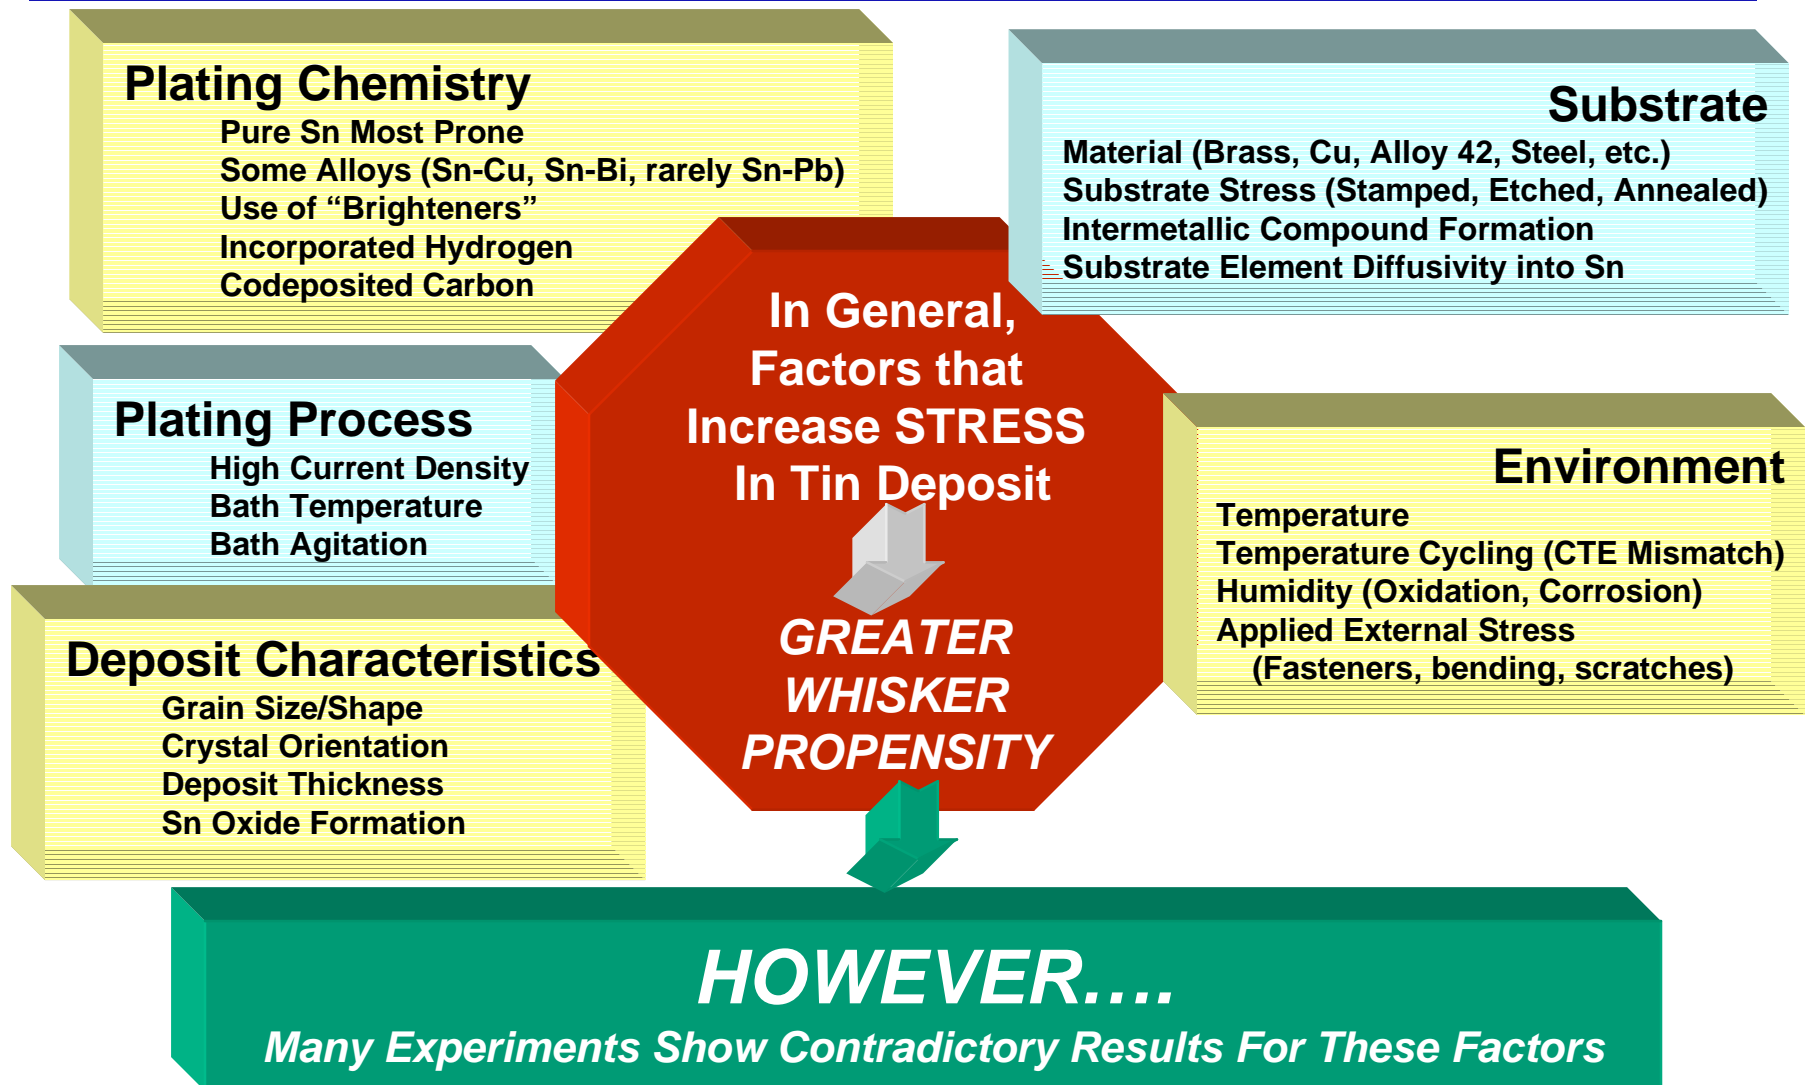 Plating Chemistry
Pure Sn Most Prone
Some Alloys (Sn-Cu, Sn-Bi, rarely Sn-Pb)
Use of “Brighteners”
Incorporated Hydrogen
Codeposited Carbon
Substrate
Material (Brass, Cu, Alloy 42, Steel, etc.)
Substrate Stress (Stamped, Etched, Annealed)
Intermetallic Compound Formation
Substrate Element Diffusivity into Sn
Plating Process
High Current Density
Bath Temperature
Bath Agitation
In General,
Factors that
Increase STRESS
In Tin Deposit
GREATER
WHISKER
PROPENSITY
Environment
Temperature
Temperature Cycling (CTE Mismatch)
Humidity (Oxidation, Corrosion)
Applied External Stress
(Fasteners, bending, scratches)
Deposit Characteristics
Grain Size/Shape
Crystal Orientation
Deposit Thickness
Sn Oxide Formation
HOWEVER....
Many Experiments Show Contradictory Results For These Factors